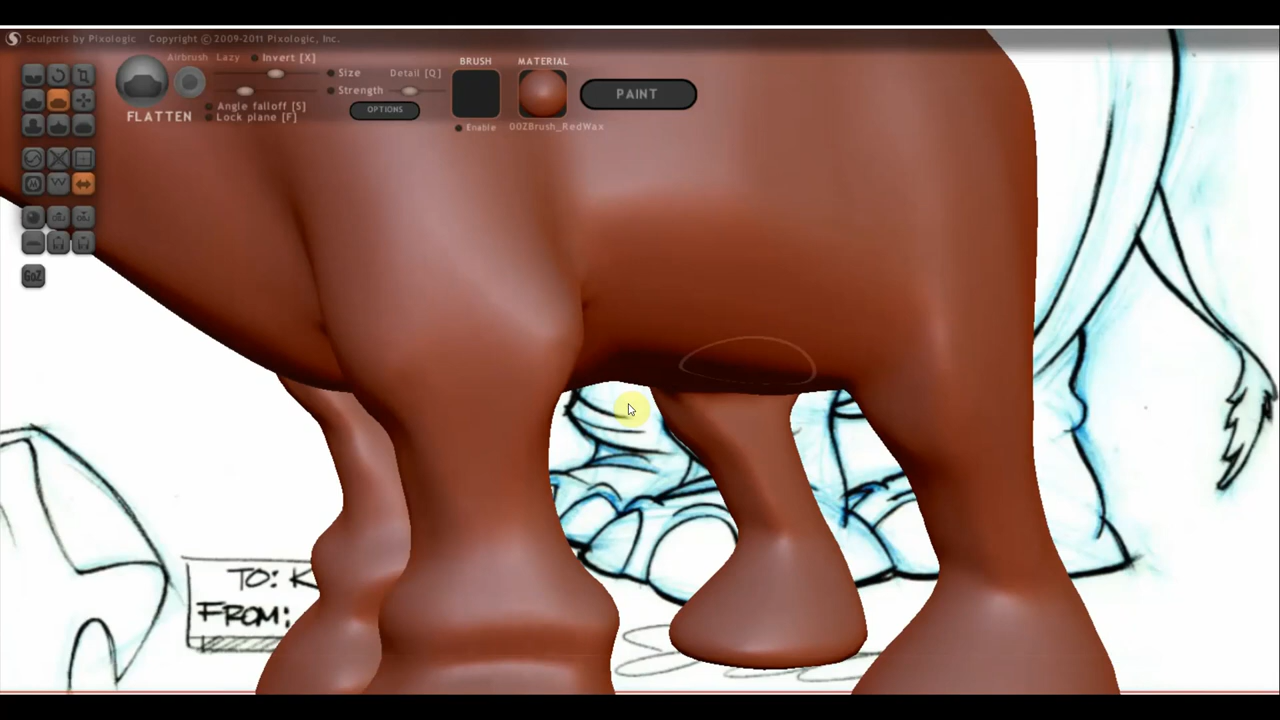 Sculptris by Pixologic Copyright © 2009-2011 Pixologic, Inc.
Airbrush Lazy Invert [X]
Size Detail [Q]
Strength
Angle falloff [S]
Lock plane [F]
FLATTEN
OPTIONS
BRUSH
Enable
MATERIAL
00ZBrush_RedWax
PAINT
GoZ
TO: K
FROM: